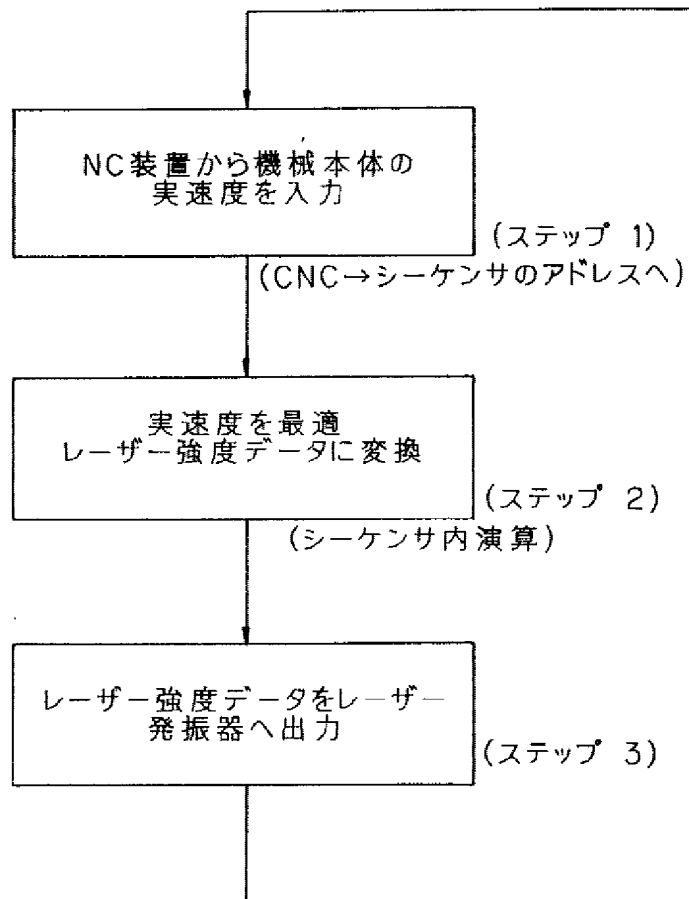 NC装置から機械本体の
実速度を入力
(ステップ 1)
(CNC→シーケンサのアドレスへ)
実速度を最適
レーザー強度データに変換
(ステップ 2)
(シーケンサ内演算)
レーザー強度データをレーザー
発振器へ出力
(ステップ 3)